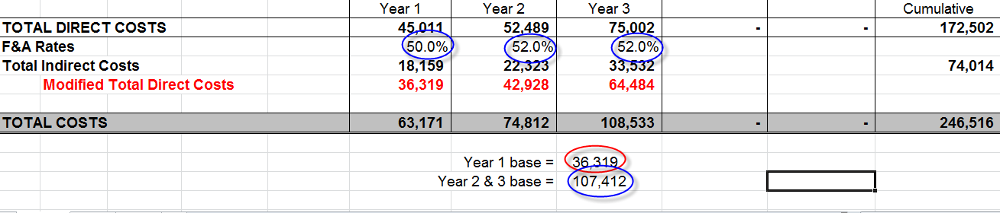 Year 1 Year 2 Year 3 Cumulative
TOTAL DIRECT COSTS 45,011 52,489 75,002 - - 172,502
F&A Rates 50.0% 52.0% 52.0%
Total Indirect Costs 18,159 22,323 33,532 74,014
Modified Total Direct Costs 36,319 42,928 64,484
TOTAL COSTS 63,171 74,812 108,533 - - 246,516
Year 1 base = 36,319
Year 2 & 3 base = 107,412